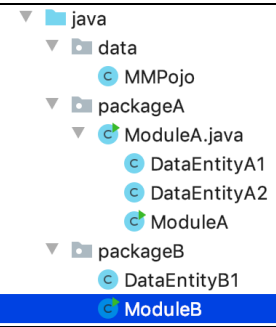 java
data
MMPojo
packageA
ModuleA.java
DataEntityA1
DataEntityA2
ModuleA
packageB
DataEntityB1
ModuleB